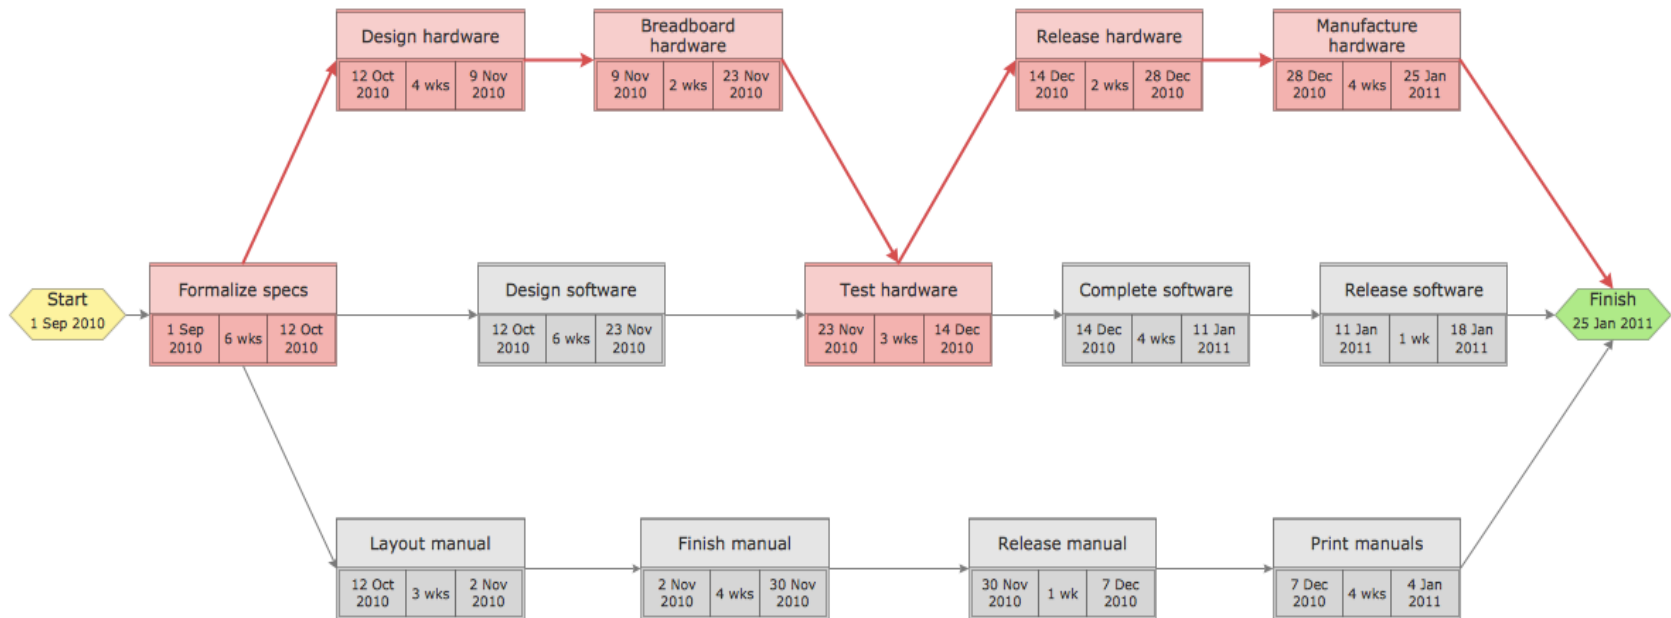 Design hardware
12 Oct
2010
4 wks
9 Nov
2010
Breadboard
hardware
9 Nov
2010
2 wks
23 Nov
2010
Release hardware
14 Dec
2010
2 wks
28 Dec
2010
Manufacture
hardware
28 Dec
2010
4 wks
25 Jan
2011
Start
1 Sep 2010
Formalize specs
1 Sep
2010
6 wks
12 Oct
2010
Design software
12 Oct
2010
6 wks
23 Nov
2010
Test hardware
23 Nov
2010
3 wks
14 Dec
2010
Complete software
14 Dec
2010
4 wks
11 Jan
2011
Release software
11 Jan
2011
1 wk
18 Jan
2011
Finish
25 Jan 2011
Layout manual
12 Oct
2010
3 wks
2 Nov
2010
Finish manual
2 Nov
2010
4 wks
30 Nov
2010
Release manual
30 Nov
2010
1 wk
7 Dec
2010
Print manuals
7 Dec
2010
4 wks
4 Jan
2011